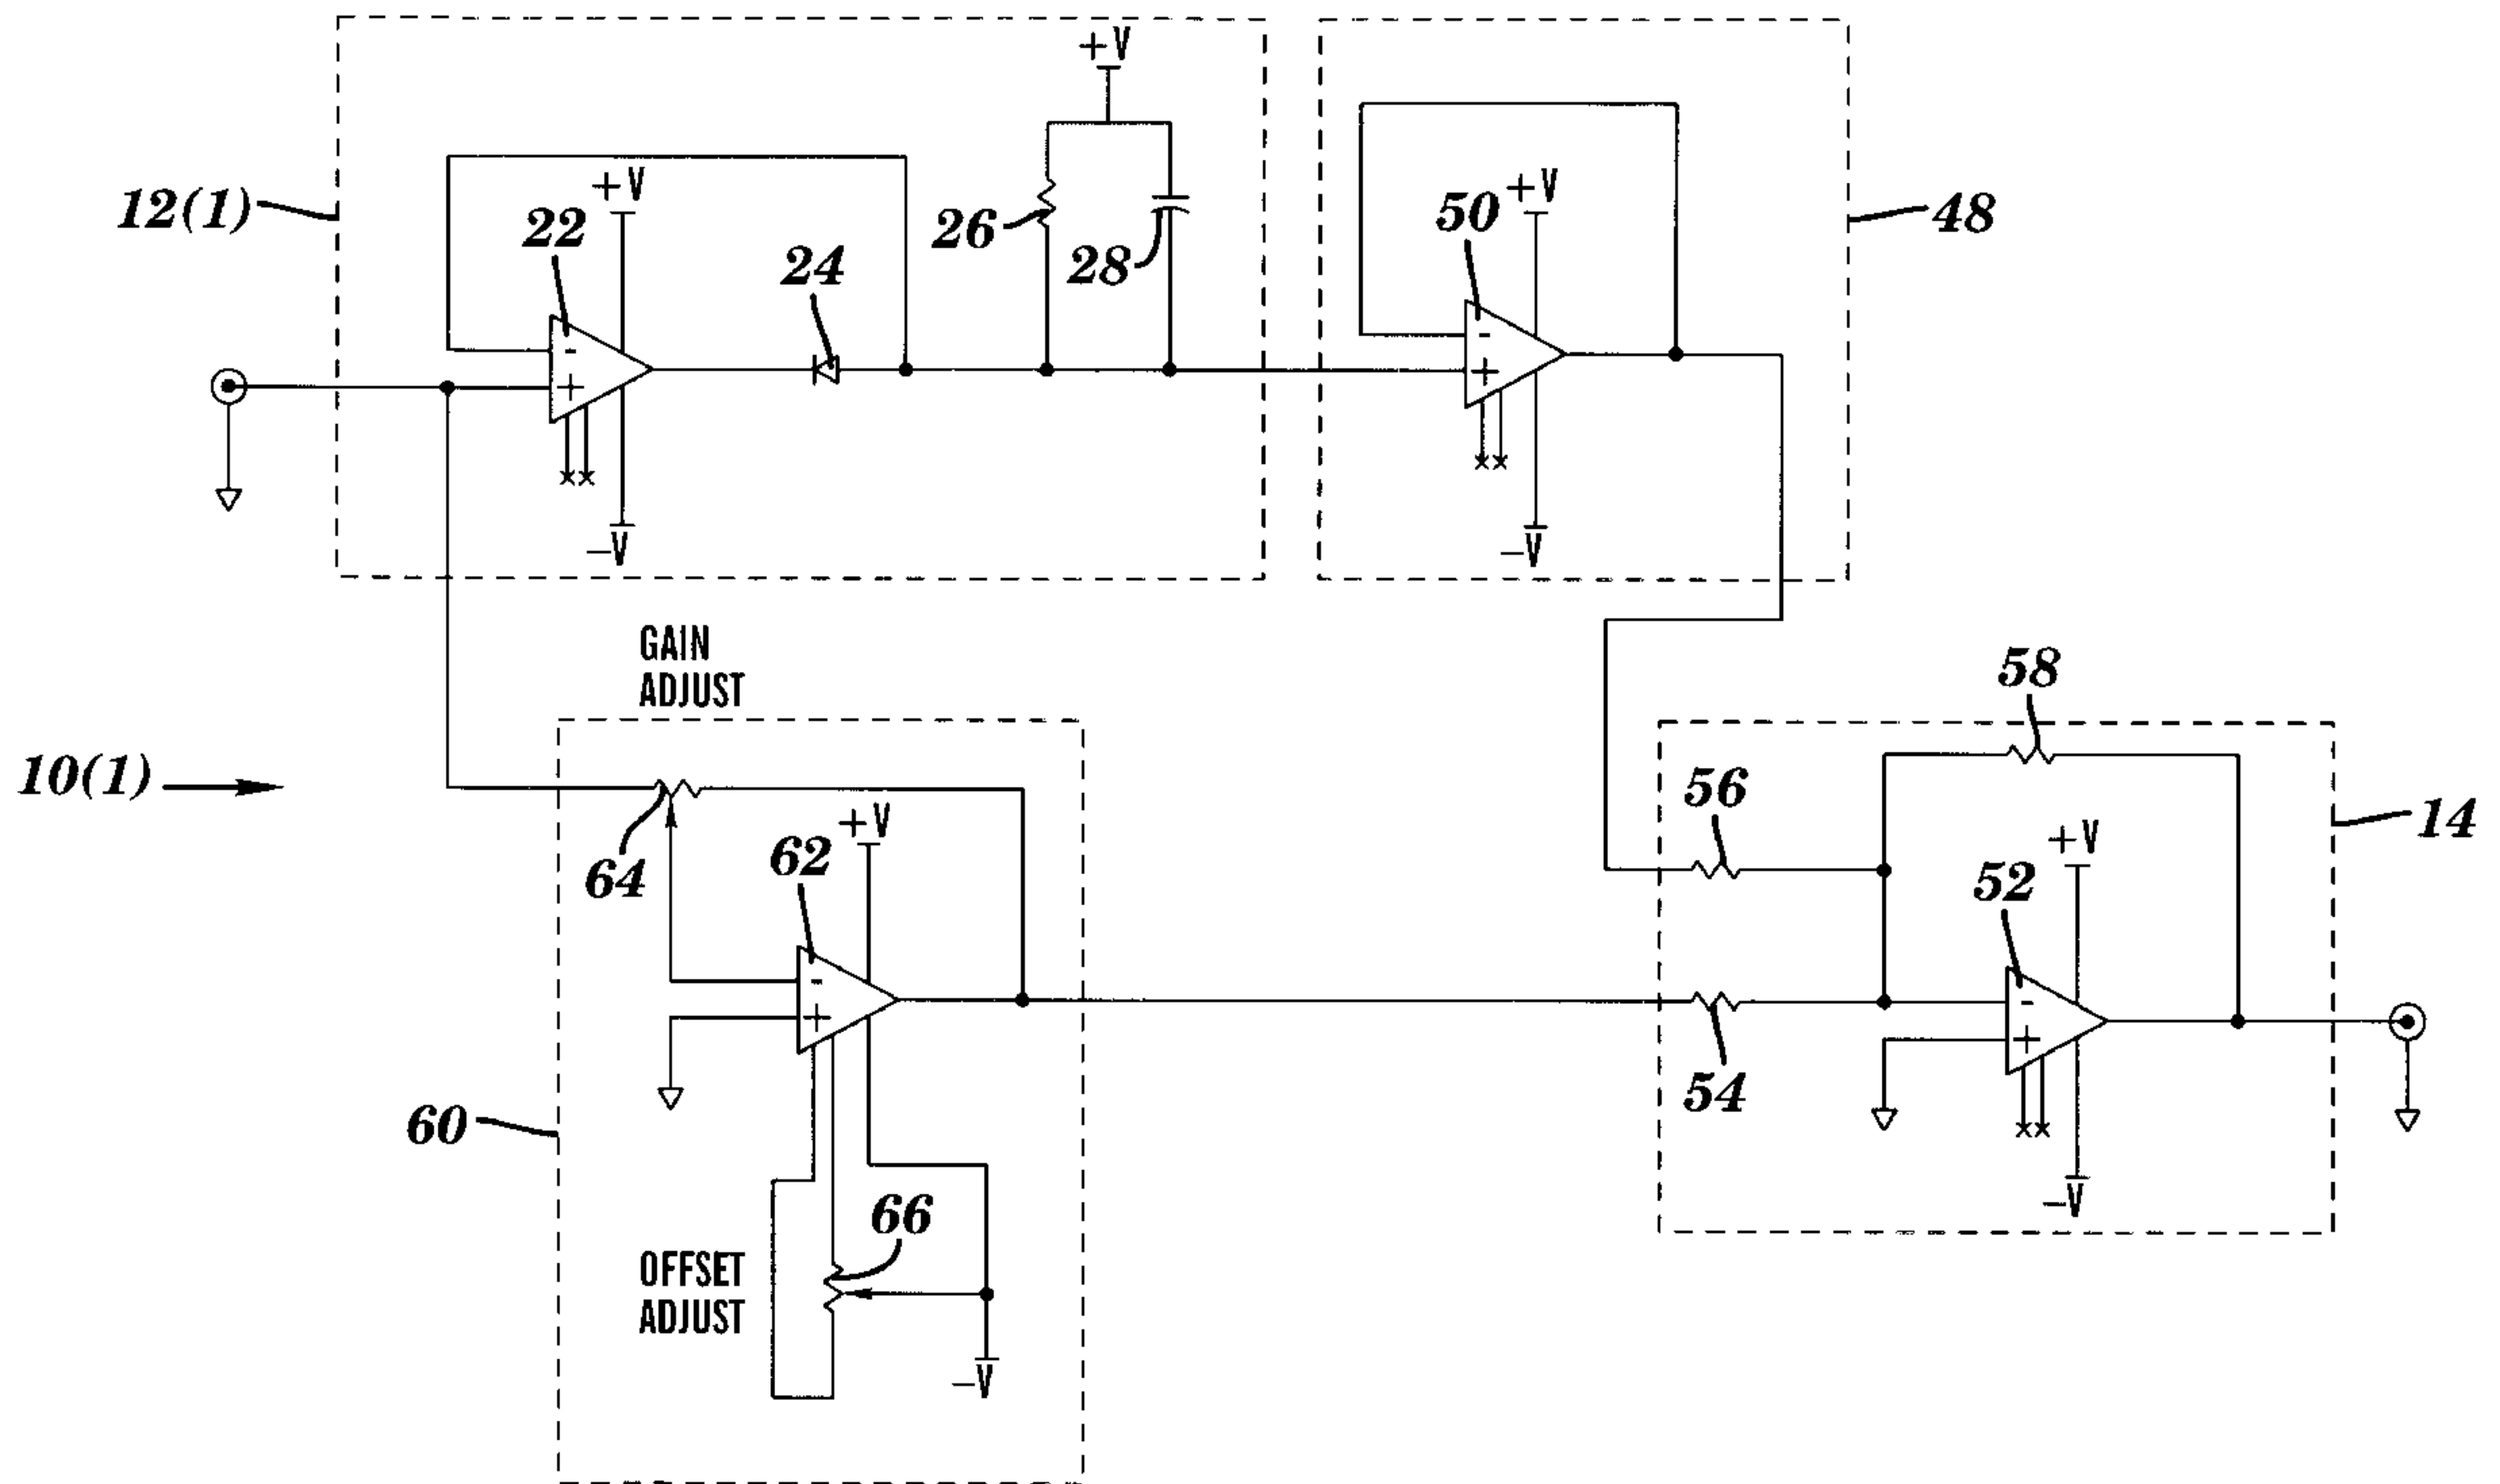 +V
12(1)
22
+V
24
26
28
50
+V
48
-
+
-
+
-V
-V
GAIN
ADJUST
58
10(1)
56
14
64
62
+V
52
+V
-
+
-
+
54
60
66
-V
OFFSET
ADJUST
-V